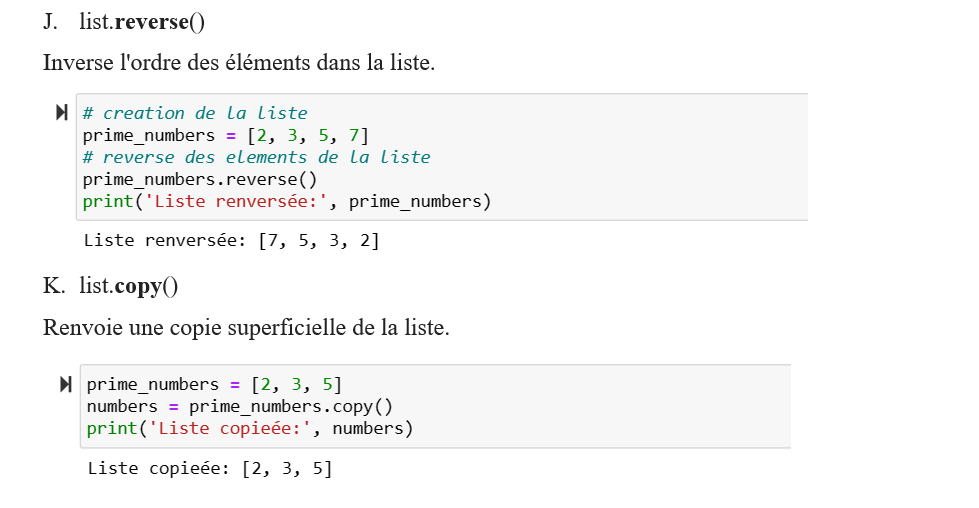 J. list.reverse()
Inverse l'ordre des éléments dans la liste.
# creation de la liste
prime_numbers = [2, 3, 5, 7]
# reverse des elements de la liste
prime_numbers.reverse()
print('Liste renversée:', prime_numbers)
Liste renversée: [7, 5, 3, 2]
K. list.copy()
Renvoie une copie superficielle de la liste.
prime_numbers = [2, 3, 5]
numbers = prime_numbers.copy()
print('Liste copieée:', numbers)
Liste copieée: [2, 3, 5]